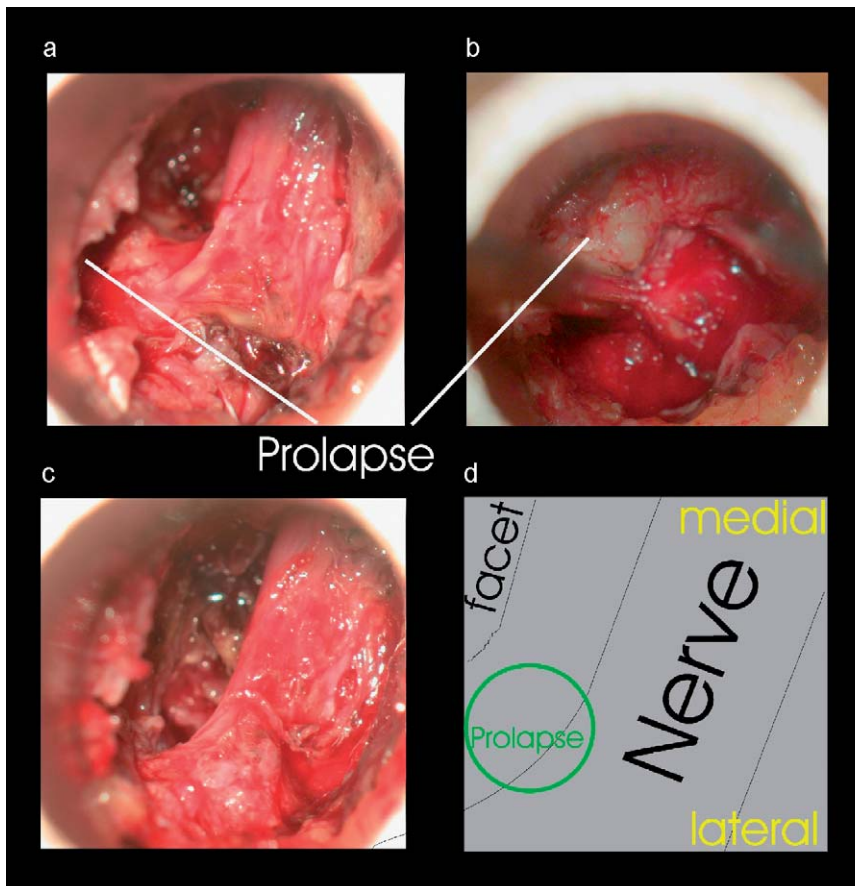 a
b
Prolapse
c
d
facet
medial
Nerve
Prolapse
lateral